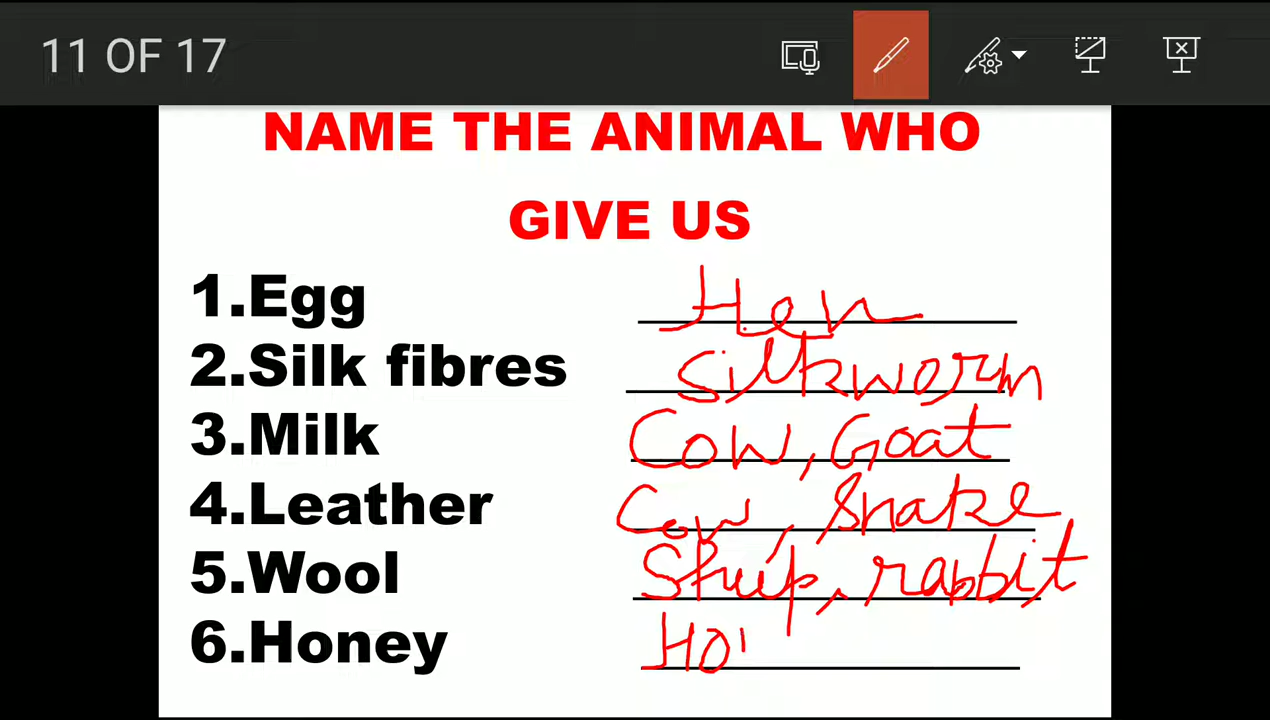 11 OF 17
NAME THE ANIMAL WHO
GIVE US
1.Egg Hen
2.Silk fibres Silkworm
3.Milk Cow, Goat
4.Leather Cow, Snake
5.Wool Sheep, rabbit
6.Honey Ho